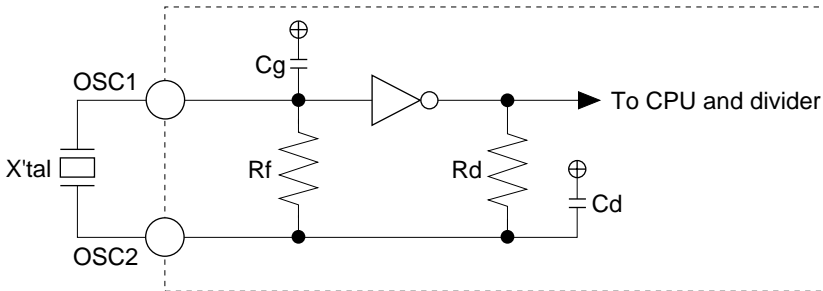 Cg
OSC1
To CPU and divider
X'tal
Rf
Rd
Cd
OSC2